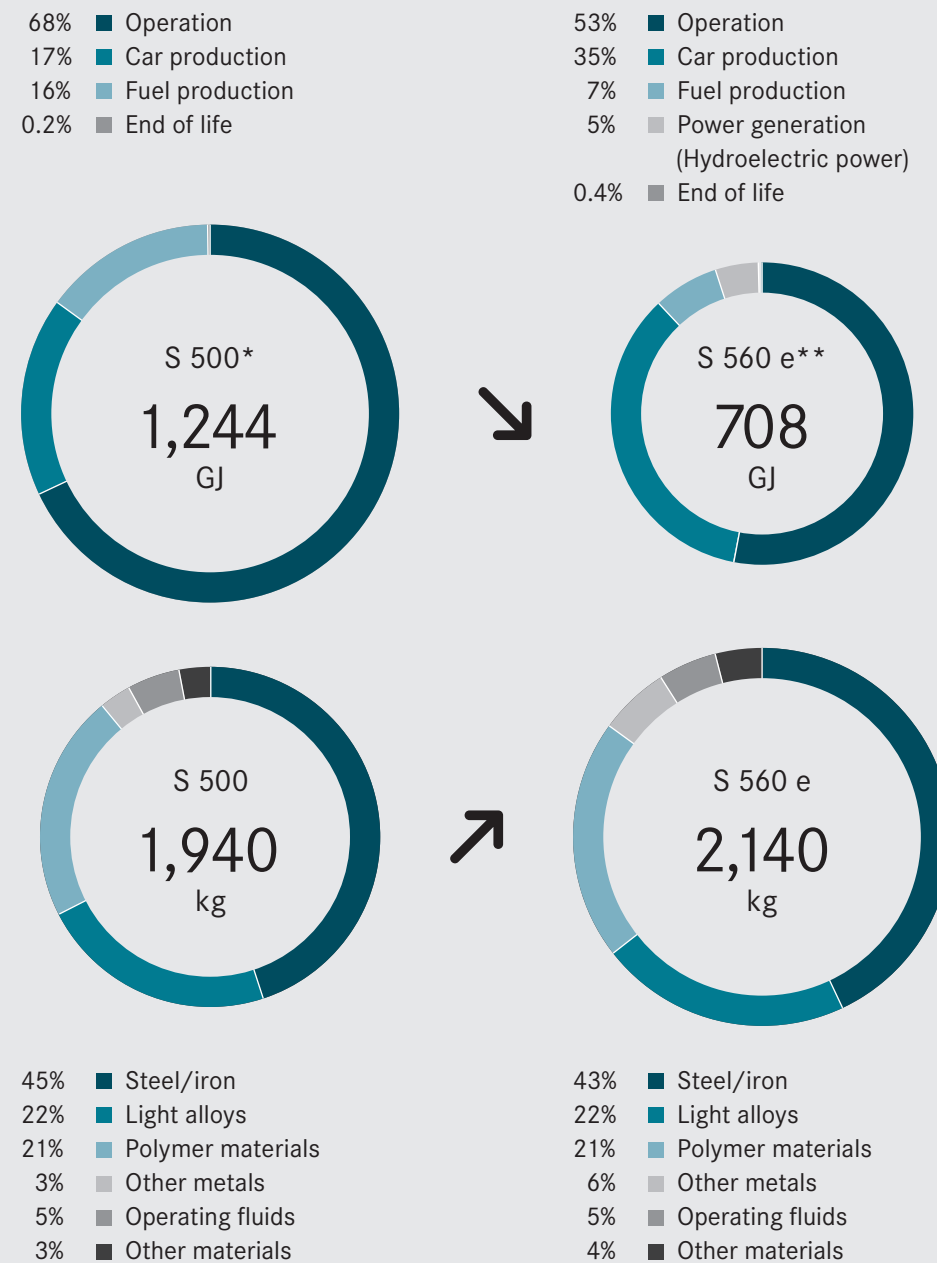 68% Operation
17% Car production
16% Fuel production
0.2% End of life
53% Operation
35% Car production
7% Fuel production
5% Power generation
(Hydroelectric power)
0.4% End of life
S 500*
1,244
GJ
S 560 e**
708
GJ
S 500
1,940
kg
S 560 e
2,140
kg
45% Steel/iron
22% Light alloys
21% Polymer materials
3% Other metals
5% Operating fluids
3% Other materials
43% Steel/iron
22% Light alloys
21% Polymer materials
6% Other metals
5% Operating fluids
4% Other materials